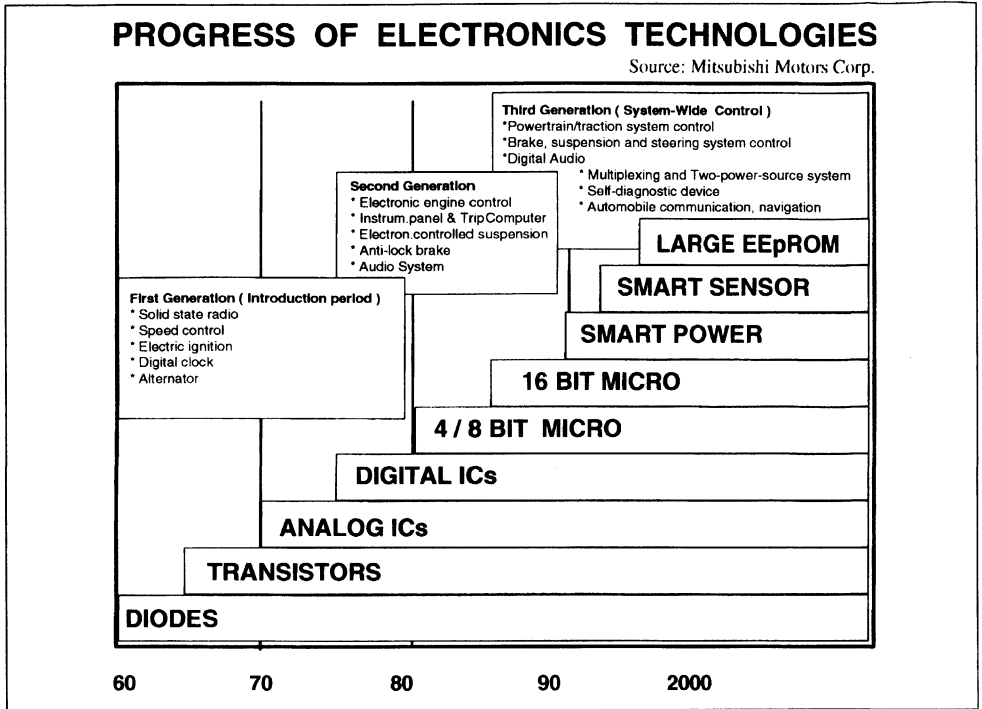 PROGRESS OF ELECTRONICS TECHNOLOGIES
Source: Mitsubishi Motors Corp.
Third Generation ( System-Wide Control )
*Powertrain/traction system control
*Brake, suspension and steering system control
*Digital Audio
* Multiplexing and Two-power-source system
* Self-diagnostic device
* Automobile communication, navigation
Second Generation
* Electronic engine control
* Instrum.panel & TripComputer
* Electron.controlled suspension
* Anti-lock brake
* Audio System
First Generation ( Introduction period )
* Solid state radio
* Speed control
* Electric ignition
* Digital clock
* Alternator
LARGE EEpROM
SMART SENSOR
SMART POWER
16 BIT MICRO
4 / 8 BIT MICRO
DIGITAL ICs
ANALOG ICs
TRANSISTORS
DIODES
60 70 80 90 2000